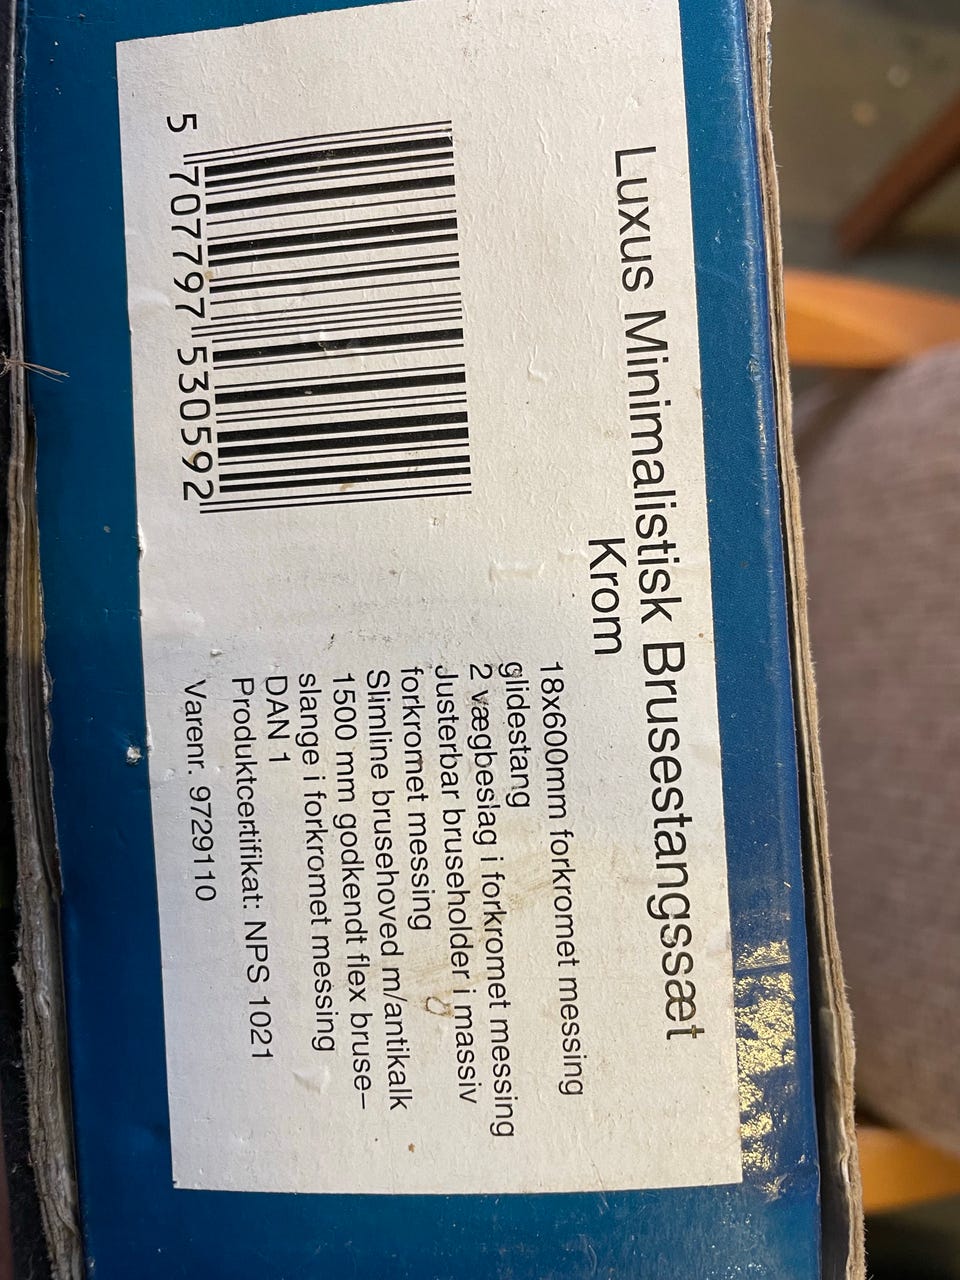 Luxus Minimalistisk Brusestangssæt
Krom
18x600mm forkromet messing
glidestang
2 vægbeslag i forkromet messing
Justerbar bruseholder i massiv
forkromet messing
Slimline brusehoved m/antikalk
1500 mm godkendt flex bruse–
slange i forkromet messing
DAN 1
Produktcertifikat: NPS 1021
Varenr. 9729110
5 707797 530592